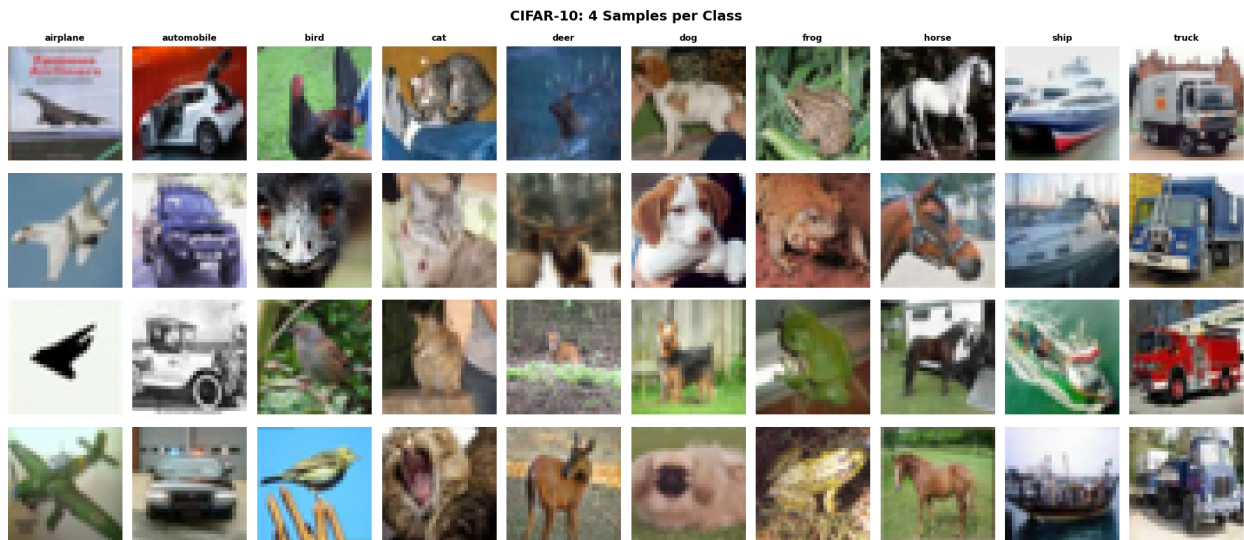 CIFAR-10: 4 Samples per Class
airplane automobile bird cat deer dog frog horse ship truck